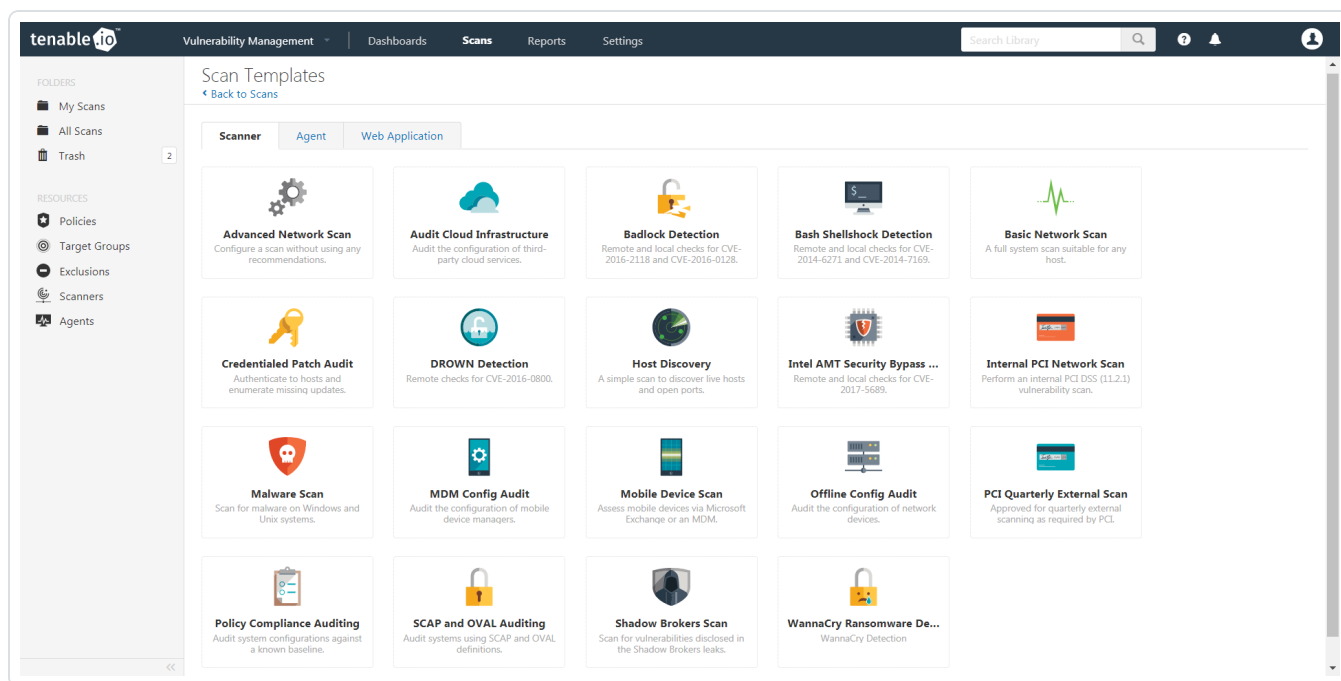 tenable.io™
Vulnerability Management
Dashboards
Scans
Reports
Settings
Search Library
FOLDERS
My Scans
All Scans
Trash
2
RESOURCES
Policies
Target Groups
Exclusions
Scanners
Agents
Scan Templates
Back to Scans
Scanner
Agent
Web Application
Advanced Network Scan
Configure a scan without using any
recommendations.
Audit Cloud Infrastructure
Audit the configuration of third-
party cloud services.
Badlock Detection
Remote and local checks for CVE-
2016-2118 and CVE-2016-0128.
$_
Bash Shellshock Detection
Remote and local checks for CVE-
2014-6271 and CVE-2014-7169.
Basic Network Scan
A full system scan suitable for any
host.
Credentialed Patch Audit
Authenticate to hosts and
enumerate missing updates.
DROWN Detection
Remote checks for CVE-2016-0800.
Host Discovery
A simple scan to discover live hosts
and open ports.
Intel AMT Security Bypass ...
Remote and local checks for CVE-
2017-5689.
Internal PCI Network Scan
Perform an internal PCI DSS (11.2.1)
vulnerability scan.
Malware Scan
Scan for malware on Windows and
Unix systems.
MDM Config Audit
Audit the configuration of mobile
device managers.
Mobile Device Scan
Assess mobile devices via Microsoft
Exchange or an MDM.
Offline Config Audit
Audit the configuration of network
devices.
PCI Quarterly External Scan
Approved for quarterly external
scanning as required by PCI.
Policy Compliance Auditing
Audit system configurations against
a known baseline.
SCAP and OVAL Auditing
Audit systems using SCAP and OVAL
definitions.
Shadow Brokers Scan
Scan for vulnerabilities disclosed in
the Shadow Brokers leaks.
WannaCry Ransomware De...
WannaCry Detection